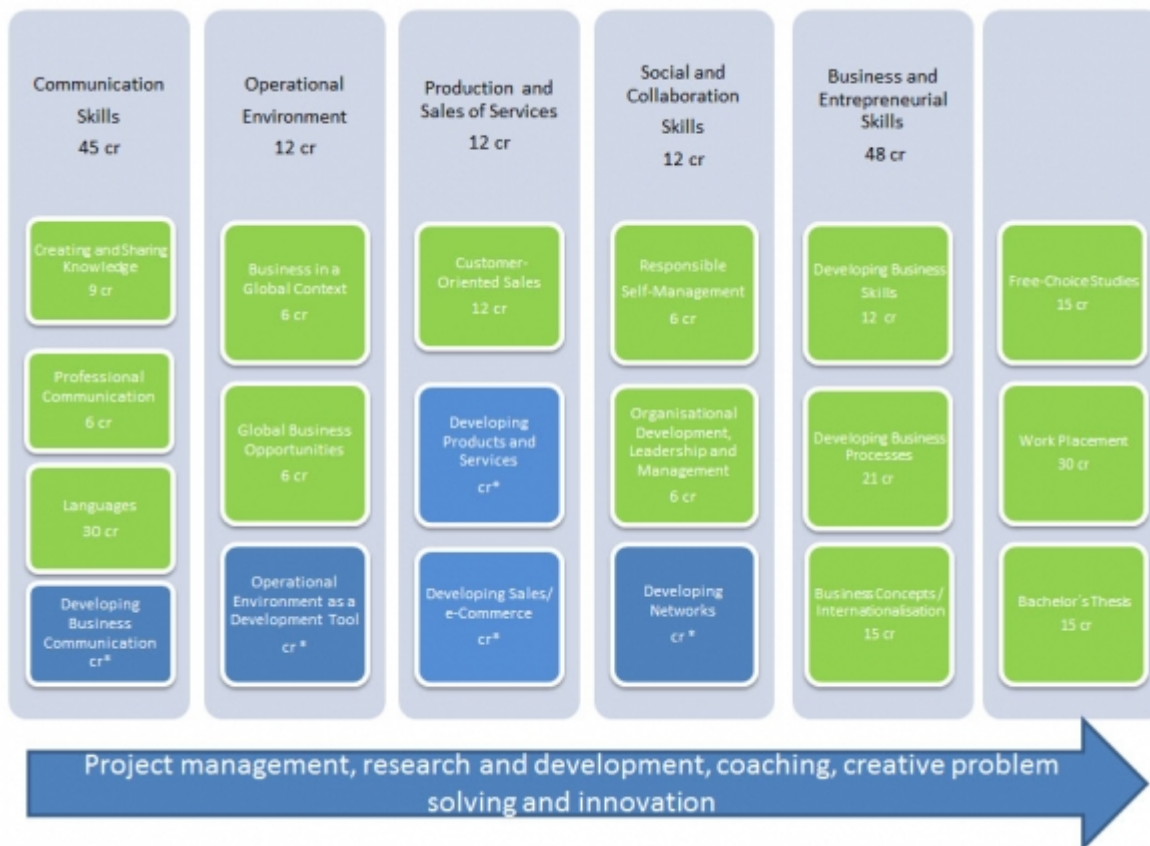 Communication
Skills
45 cr
Creating and Sharing
Knowledge
9 cr
Professional
Communication
6 cr
Languages
30 cr
Developing
Business
Communication
cr*
Operational
Environment
12 cr
Business in a
Global Context
6 cr
Global Business
Opportunities
6 cr
Operational
Environment as a
Development Tool
cr *
Production and
Sales of Services
12 cr
Customer-
Oriented Sales
12 cr
Developing
Products and
Services
cr*
Developing Sales/
e-Commerce
cr*
Social and
Collaboration
Skills
12 cr
Responsible
Self-Management
6 cr
Organisational
Development,
Leadership and
Management
6 cr
Developing
Networks
cr *
Business and
Entrepreneurial
Skills
48 cr
Developing Business
Skills
12 cr
Developing Business
Processes
21 cr
Business Concepts /
Internationalisation
15 cr
Free-Choice Studies
15 cr
Work Placement
30 cr
Bachelor´s Thesis
15 cr
Project management, research and development, coaching, creative problem
solving and innovation